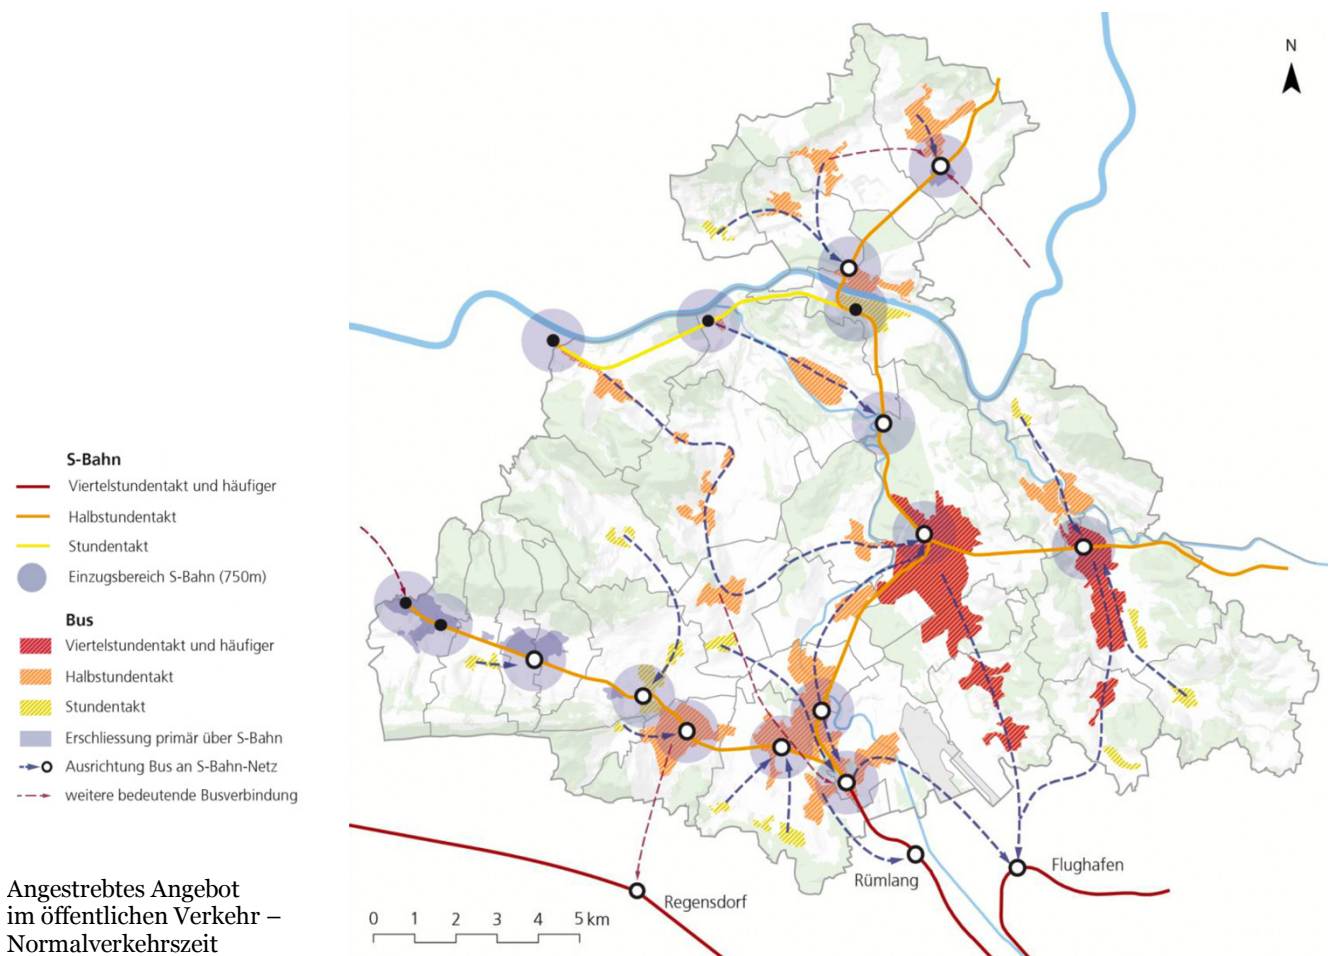 N
S-Bahn
Viertelstundentakt und häufiger
Halbstundentakt
Stundentakt
Einzugsbereich S-Bahn (750m)
Bus
Viertelstundentakt und häufiger
Halbstundentakt
Stundentakt
Erschliessung primär über S-Bahn
Ausrichtung Bus an S-Bahn-Netz
weitere bedeutende Busverbindung
Flughafen
Rümlang
Regensdorf
0 1 2 3 4 5 km
Angestrebtes Angebot
im öffentlichen Verkehr –
Normalverkehrszeit